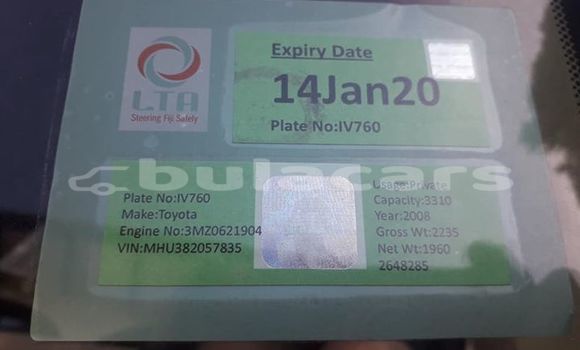 Expiry Date
14Jan20
Plate No:IV760
LTA
Steering Fiji Safely
bulacars
Plate No:IV760
Make:Toyota
Engine No:3MZ0621904
VIN:MHU382057835
Usage:Private
Capacity:3310
Year:2008
Gross Wt:2235
Net Wt:1960
2648285